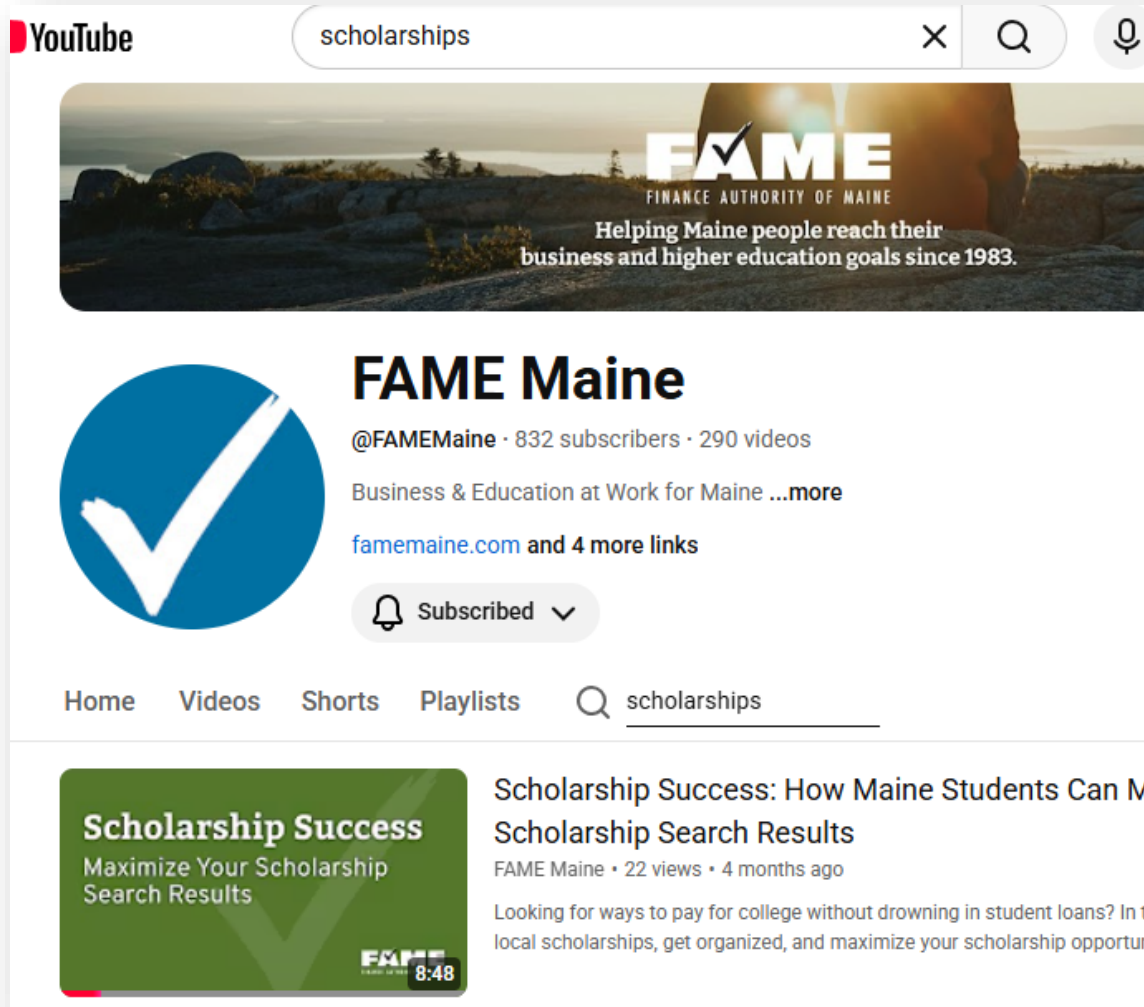 YouTube
scholarships
FAME
FINANCE AUTHORITY OF MAINE
Helping Maine people reach their
business and higher education goals since 1983.
FAME Maine
@FAMEMaine · 832 subscribers · 290 videos
Business & Education at Work for Maine ...more
famemaine.com and 4 more links
Subscribed
Home Videos Shorts Playlists scholarships
Scholarship Success
Maximize Your Scholarship
Search Results
FAME
8:48
Scholarship Success: How Maine Students Can M
Scholarship Search Results
FAME Maine • 22 views • 4 months ago
Looking for ways to pay for college without drowning in student loans? In
local scholarships, get organized, and maximize your scholarship